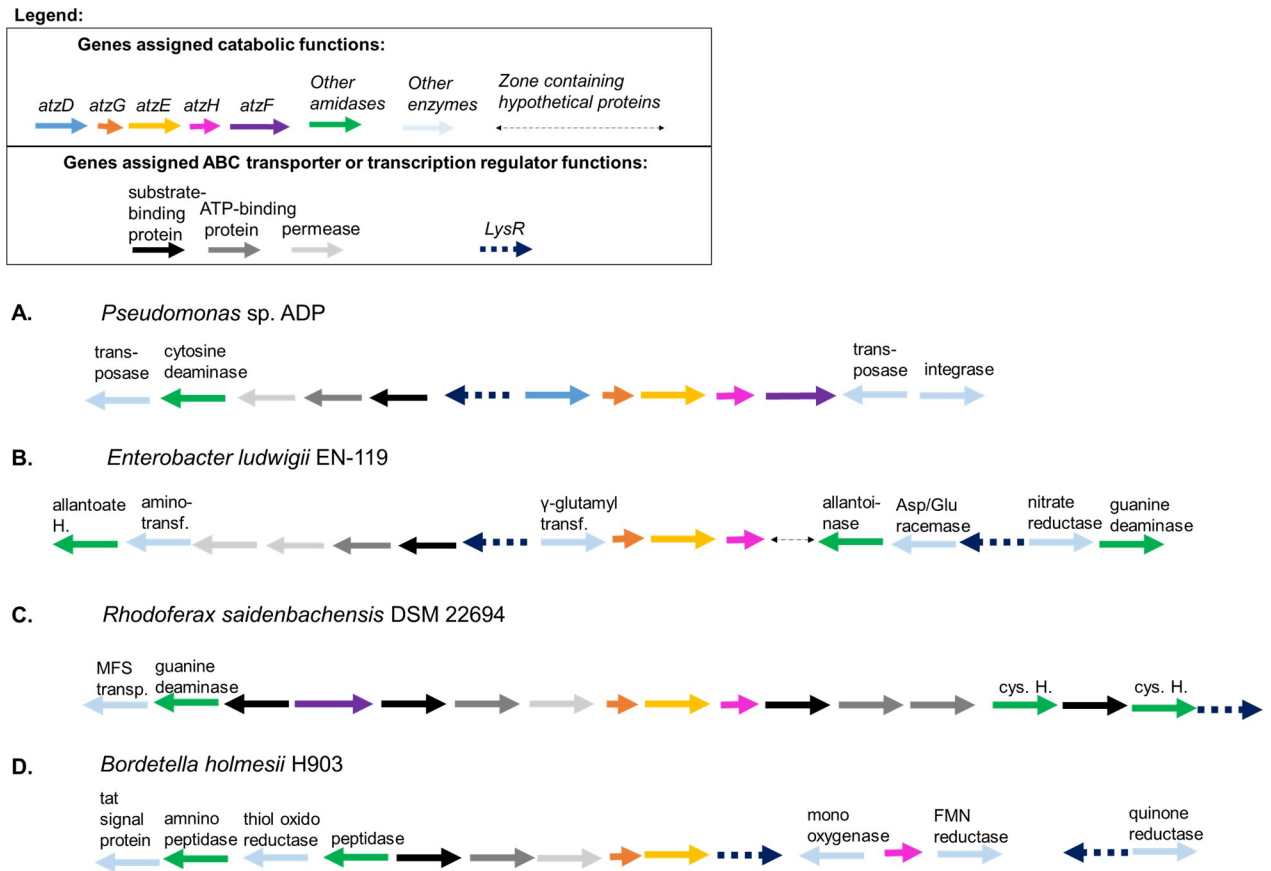 Legend:
Genes assigned catabolic functions:
atzD atzG atzE atzH atzF
Other
amidases
Other
enzymes
Zone containing
hypothetical proteins
Genes assigned ABC transporter or transcription regulator functions:
substrate-
binding
protein
ATP-binding
protein
permease
LysR
A. Pseudomonas sp. ADP
trans-
posase
cytosine
deaminase
trans-
posase
integrase
B. Enterobacter ludwigii EN-119
allantoate
H.
amino-
transf.
γ-glutamyl
transf.
allantoi-
nase
Asp/Glu
racemase
nitrate
reductase
guanine
deaminase
C. Rhodoferax saidenbachensis DSM 22694
MFS
transp.
guanine
deaminase
cys. H.
cys. H.
D. Bordetella holmesii H903
tat
signal
protein
amnino
peptidase
thiol oxido
reductase
peptidase
mono
oxygenase
FMN
reductase
quinone
reductase